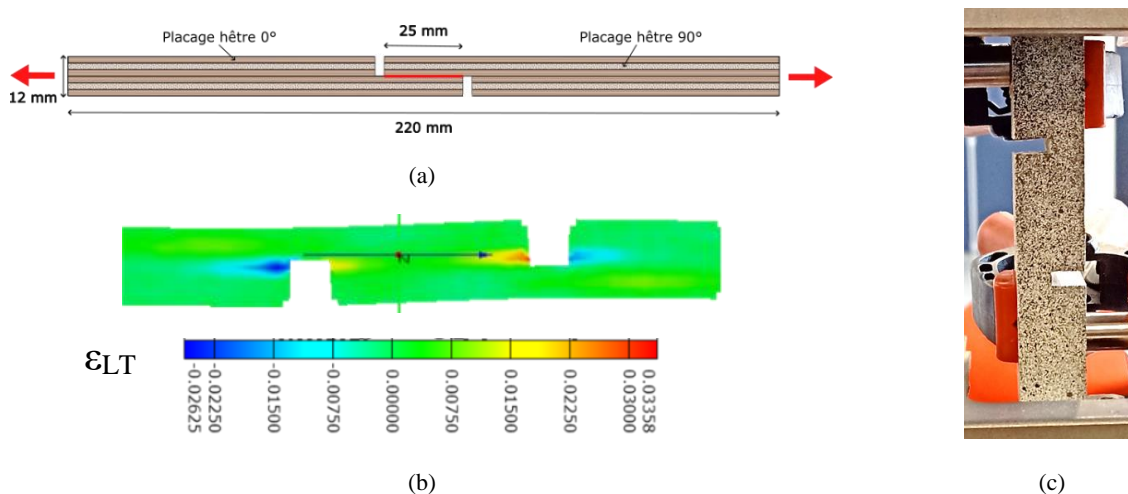 25 mm
Placage hêtre 0°
Placage hêtre 90°
12 mm
220 mm
(a)
εLT
-0.02625
-0.02250
-0.01500
-0.00750
0.00000
0.00750
0.01500
0.02250
0.03000
0.03358
(b)
(c)